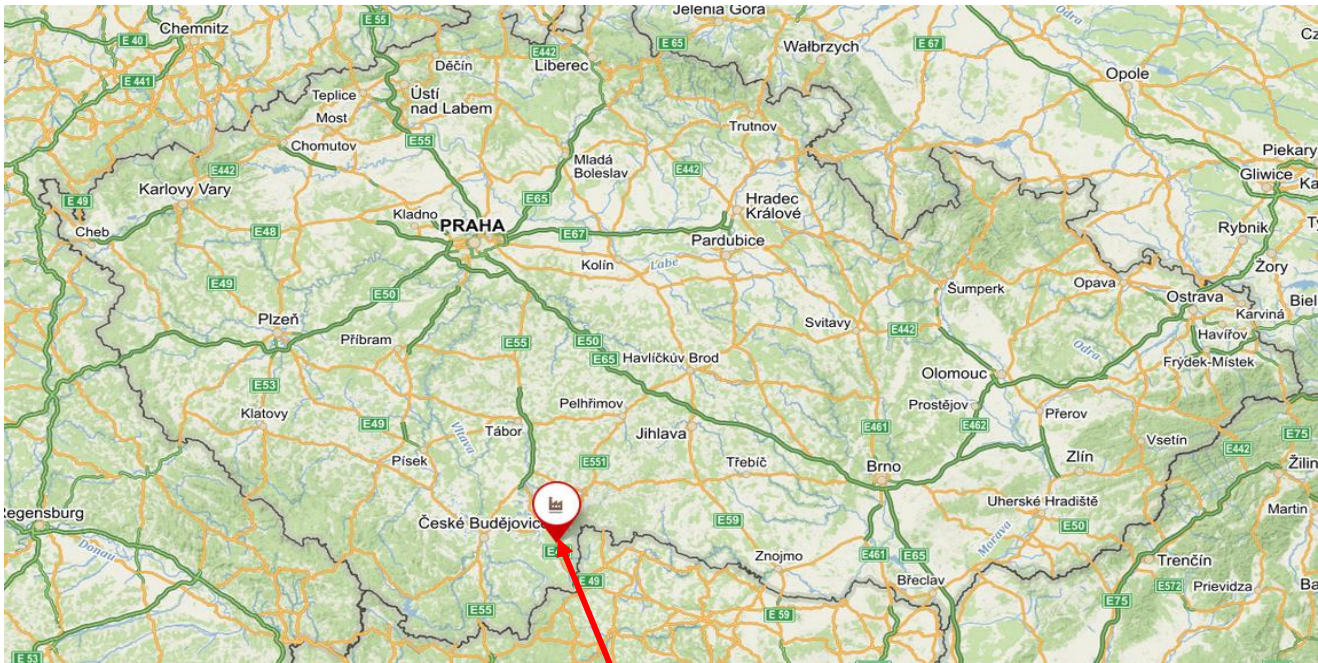 Jelenia Góra
E 55
Chemnitz
E 40
E442
E 65
Wałbrzych
E 67
Odra
Děčín
Liberec
E 441
Opole
Teplice
Ústí
nad Labem
Most
Trutnov
Chomutov
E55
Mladá
Boleslav
E442
Piekary
Gliwice
E442
Karlovy Vary
E65
E 49
Hradec
Králové
Kladno
PRAHA
Rybnik
Cheb
E48
E67
Pardubice
Kolín
Labe
Żory
E49
Šumperk
Opava
E50
Ostrava
Plzeň
Karviná
Svitavy
E442
Příbram
E55
E50
Havířov
E65
Havlíčkův Brod
Odra
Frýdek-Místek
Olomouc
E53
Pelhřimov
Prostějov
Klatovy
E49
Přerov
Vltava
Tábor
Jihlava
E461
E462
E75
Vsetín
E442
Písek
E551
Třebíč
Brno
Zlín
Uherské Hradiště
Regensburg
České Budějovice
E59
Martin
Morava
E50
Donau
Znojmo
E461
E65
Trenčín
E 49
Břeclav
E572
Prievidza
E55
E 59
E75
E 53